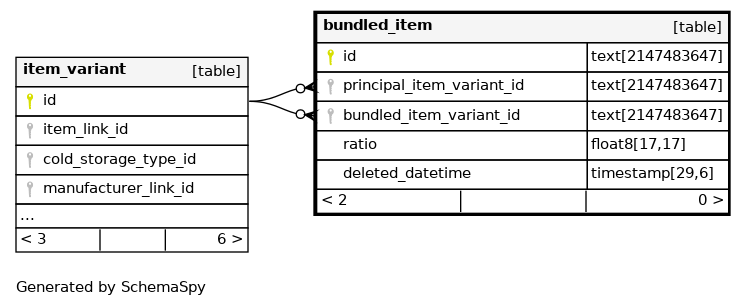 item_variant [table]
id
item_link_id
cold_storage_type_id
manufacturer_link_id
...
< 3 6 >
bundled_item [table]
id text[2147483647]
principal_item_variant_id text[2147483647]
bundled_item_variant_id text[2147483647]
ratio float8[17,17]
deleted_datetime timestamp[29,6]
< 2 0 >
Generated by SchemaSpy